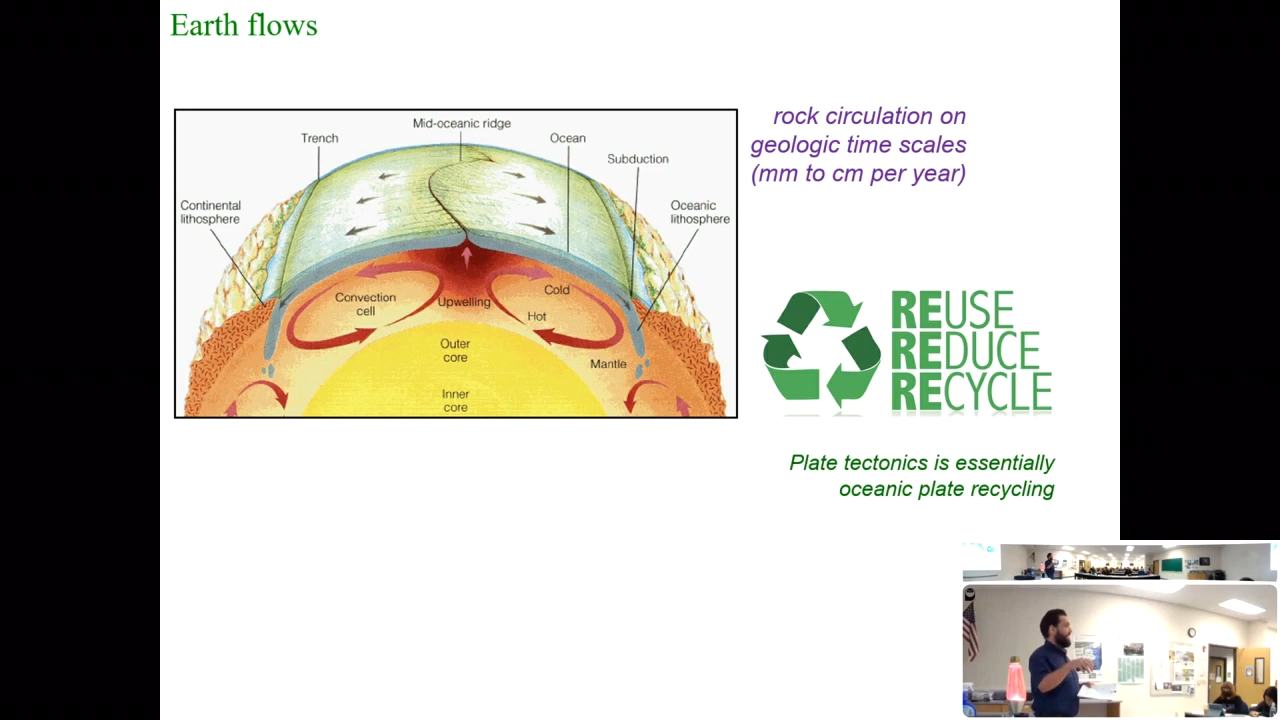 Earth flows
Mid-oceanic ridge
Trench
Ocean
Subduction
Continental
lithosphere
Oceanic
lithosphere
Convection
cell
Upwelling
Cold
Hot
Outer
core
Mantle
Inner
core
rock circulation on
geologic time scales
(mm to cm per year)
REUSE
REDUCE
RECYCLE
Plate tectonics is essentially
oceanic plate recycling